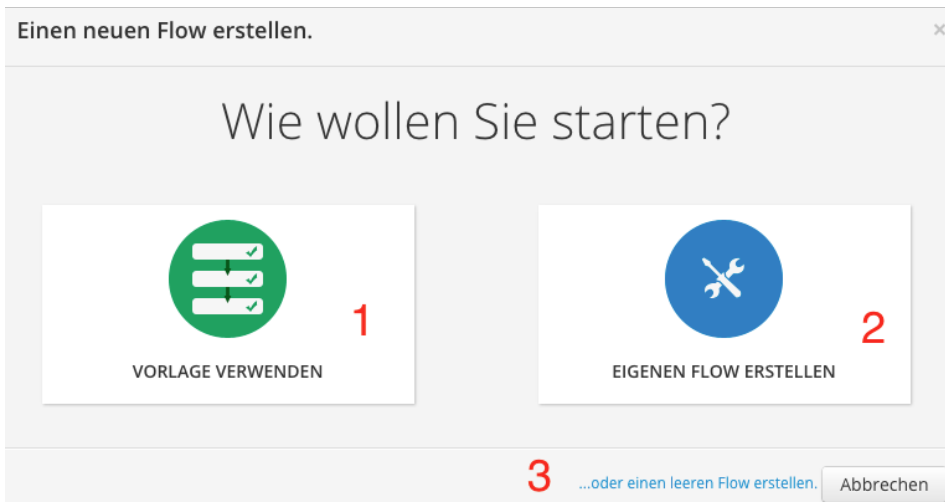 Einen neuen Flow erstellen.
×
Wie wollen Sie starten?
1
VORLAGE VERWENDEN
2
EIGENEN FLOW ERSTELLEN
3 ...oder einen leeren Flow erstellen. Abbrechen